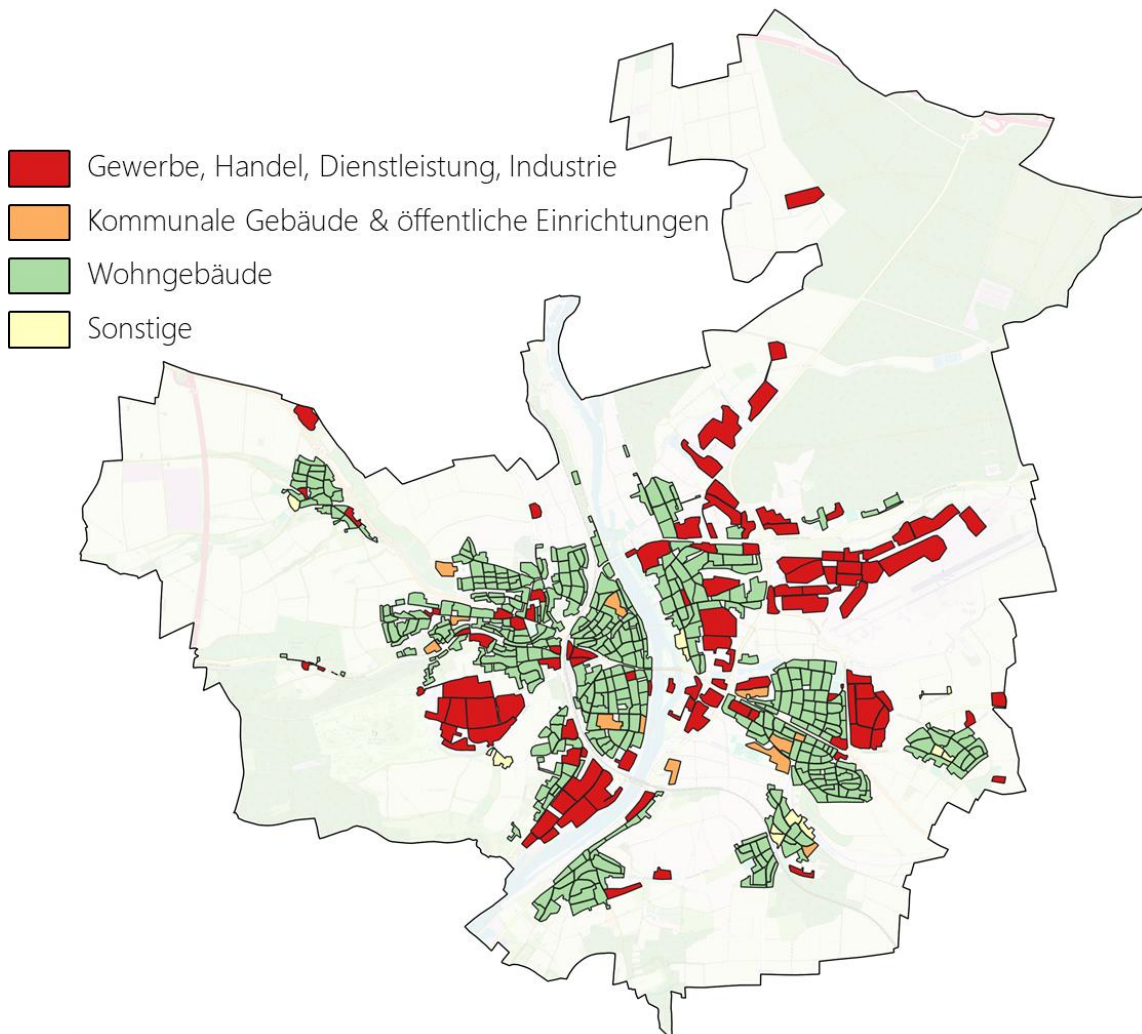 Gewerbe, Handel, Dienstleistung, Industrie
Kommunale Gebäude & öffentliche Einrichtungen
Wohngebäude
Sonstige